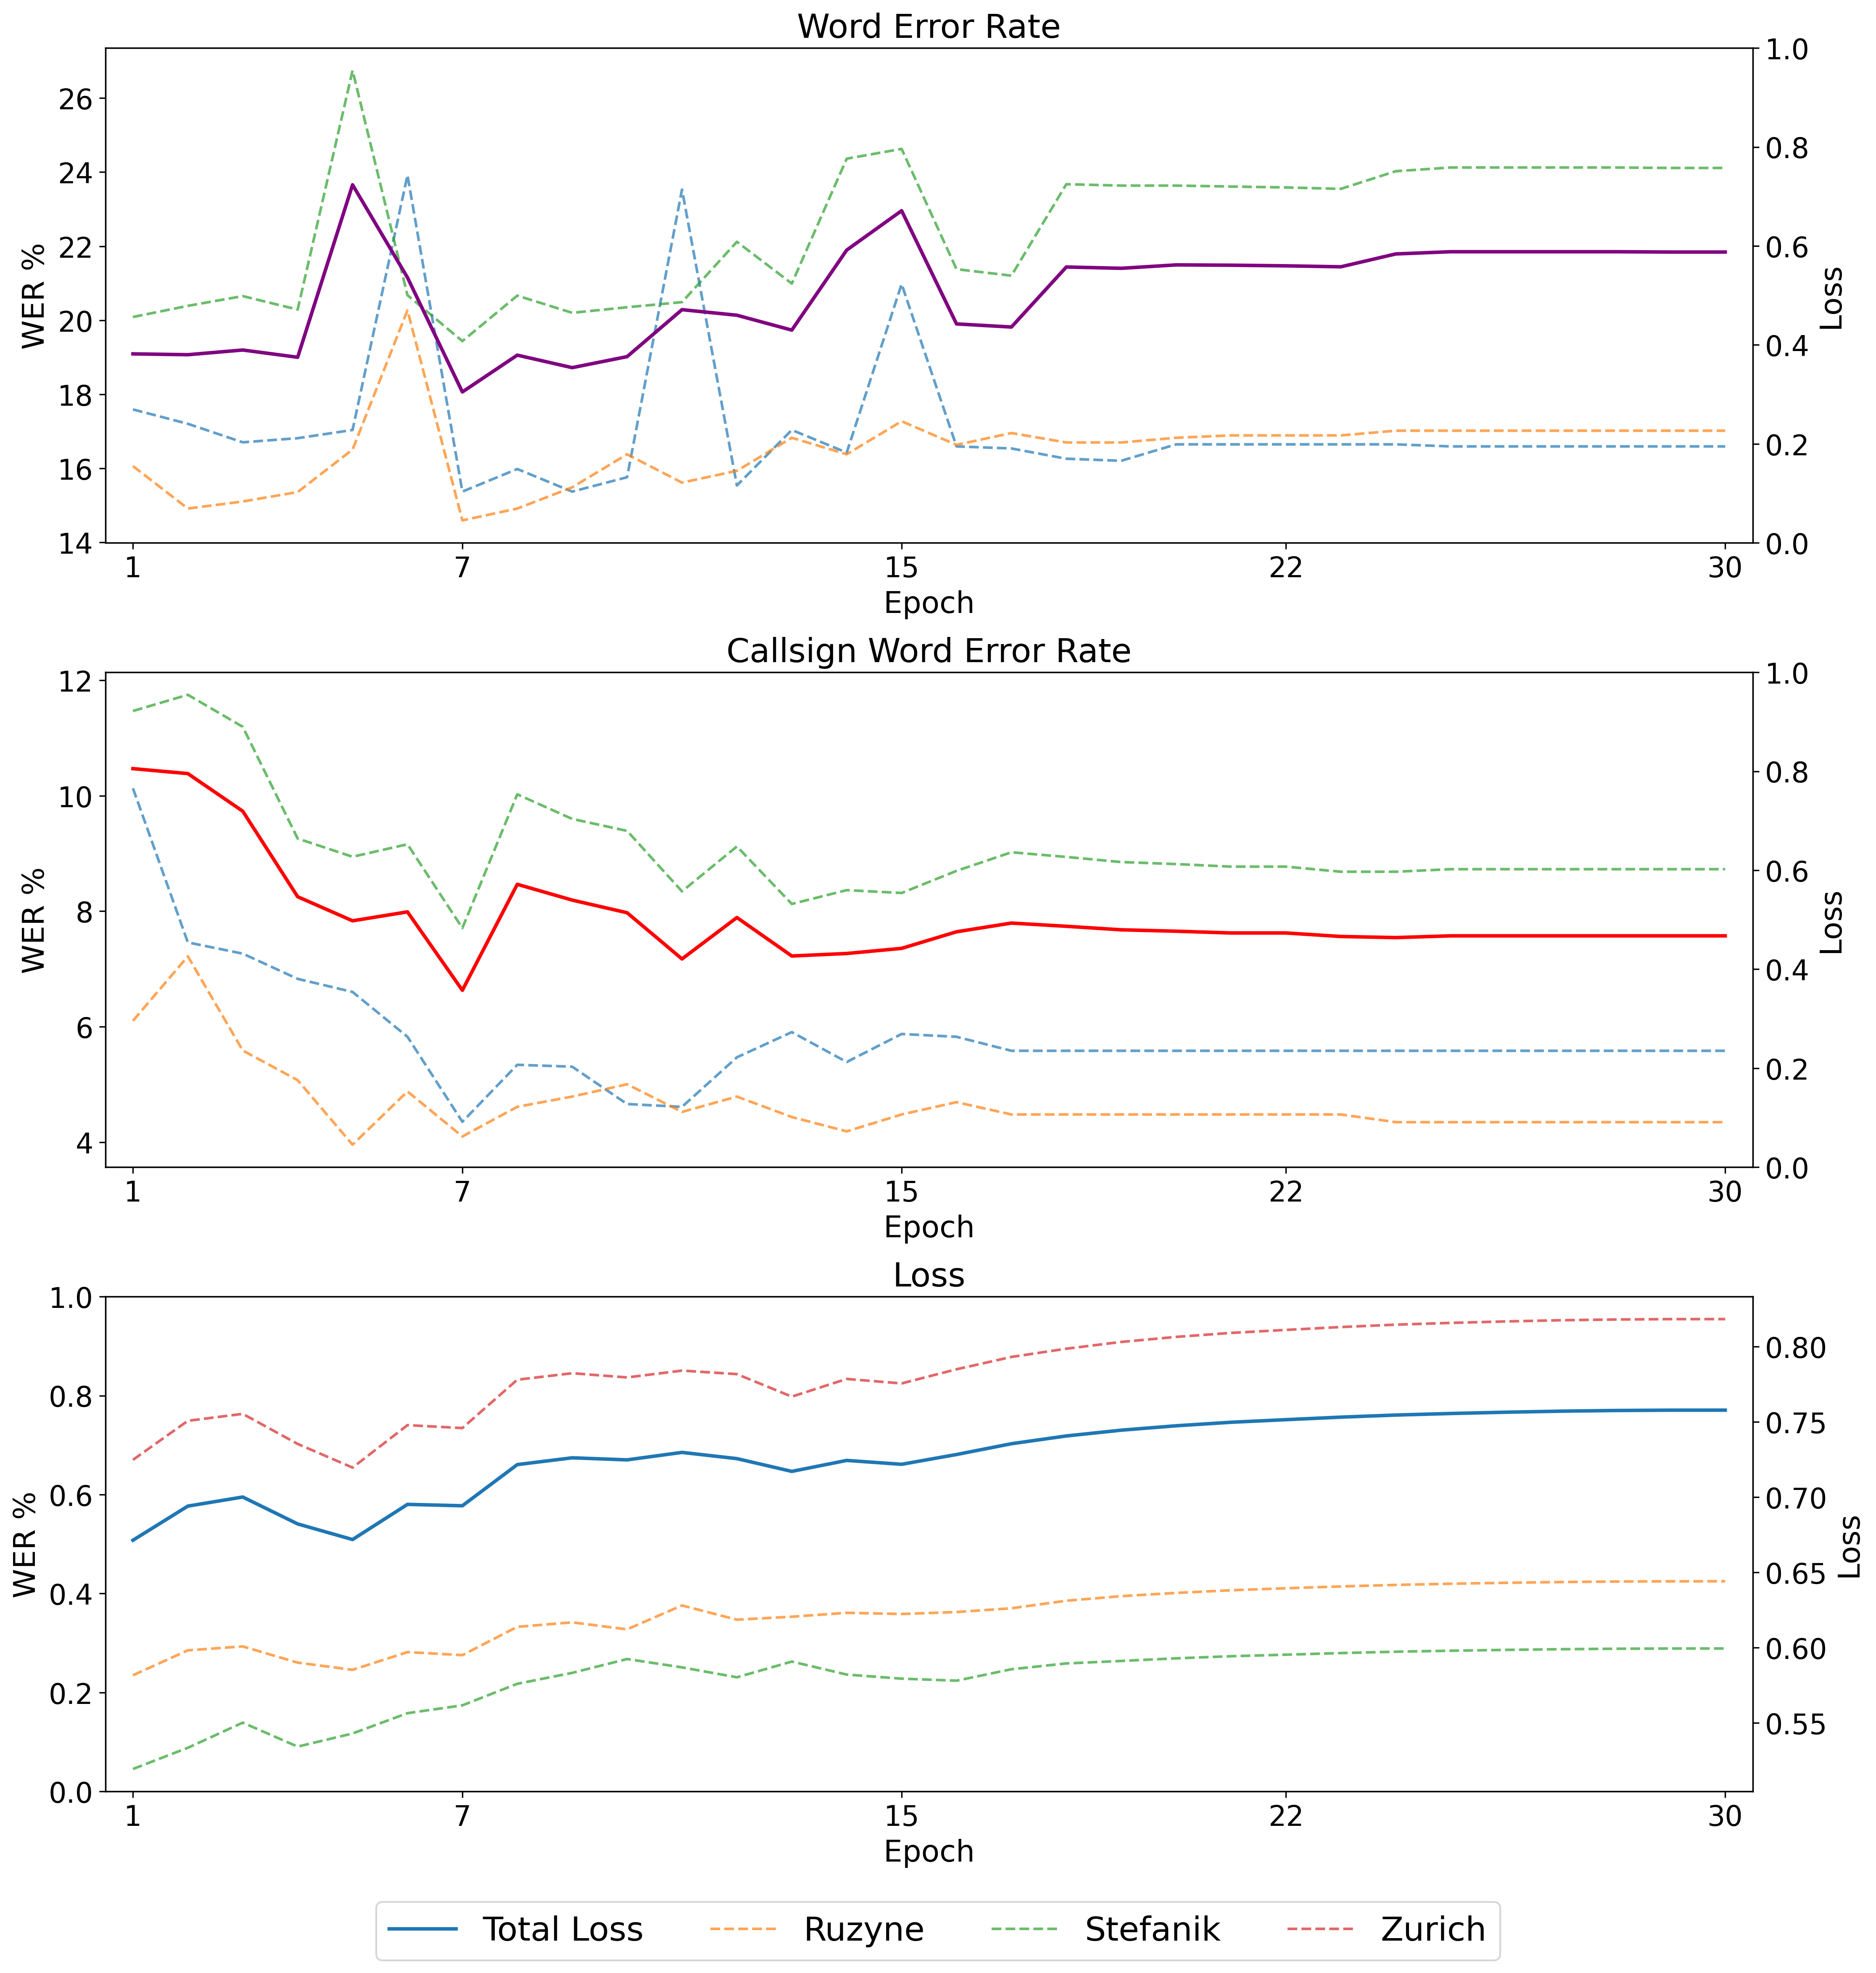 Word Error Rate
26
24
22
20
18
16
14
WER %
1.0
0.8
0.6
0.4
0.2
0.0
Loss
1 7 15 22 30
Epoch
Callsign Word Error Rate
12
10
8
6
4
WER %
1.0
0.8
0.6
0.4
0.2
0.0
Loss
1 7 15 22 30
Epoch
Loss
1.0
0.8
0.6
0.4
0.2
0.0
WER %
0.80
0.75
0.70
0.65
0.60
0.55
Loss
1 7 15 22 30
Epoch
Total Loss Ruzyne Stefanik Zurich